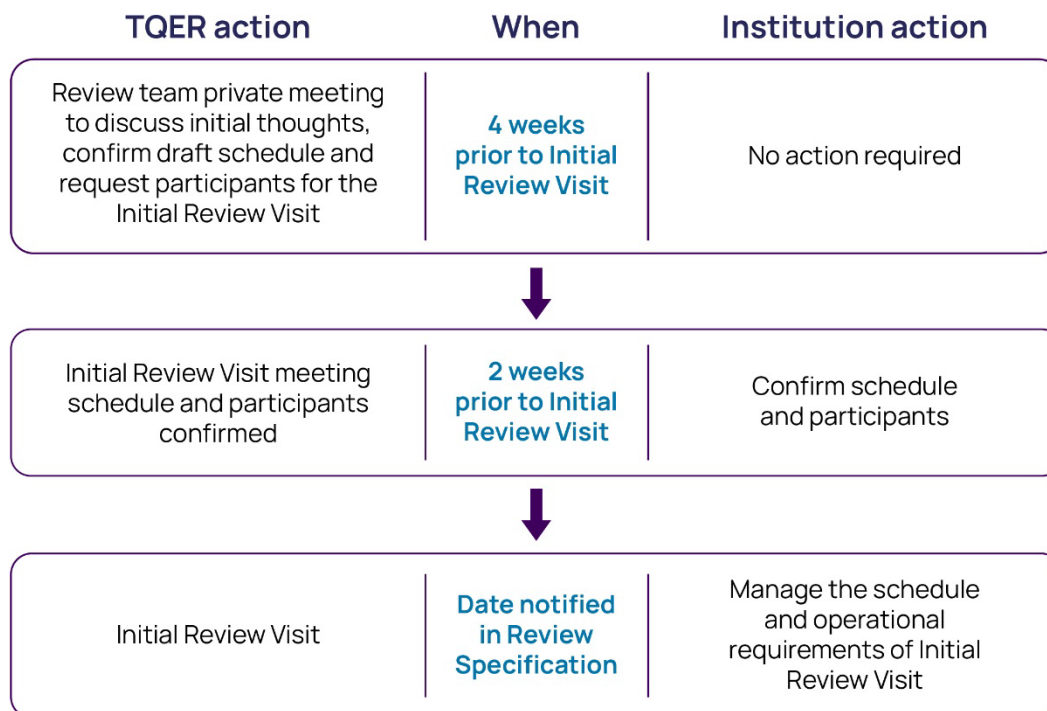 TQER action
When
Institution action
Review team private meeting
to discuss initial thoughts,
confirm draft schedule and
request participants for the
Initial Review Visit
4 weeks
prior to Initial
Review Visit
No action required
Initial Review Visit meeting
schedule and participants
confirmed
2 weeks
prior to Initial
Review Visit
Confirm schedule
and participants
Initial Review Visit
Date notified
in Review
Specification
Manage the schedule
and operational
requirements of Initial
Review Visit